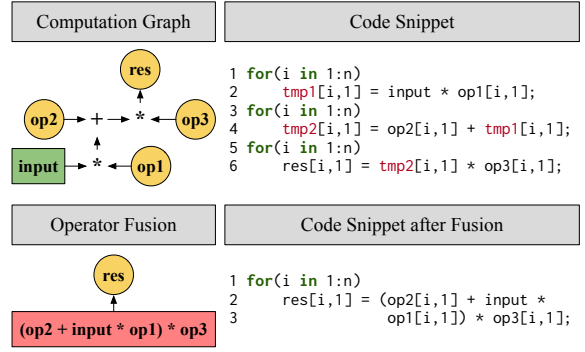 Computation Graph
Code Snippet
res
op2
+
*
op3
input
*
op1
1 for(i in 1:n)
2     tmp1[i,1] = input * op1[i,1];
3 for(i in 1:n)
4     tmp2[i,1] = op2[i,1] + tmp1[i,1];
5 for(i in 1:n)
6     res[i,1] = tmp2[i,1] * op3[i,1];
Operator Fusion
Code Snippet after Fusion
res
(op2 + input * op1) * op3
1 for(i in 1:n)
2     res[i,1] = (op2[i,1] + input *
3                 op1[i,1]) * op3[i,1];